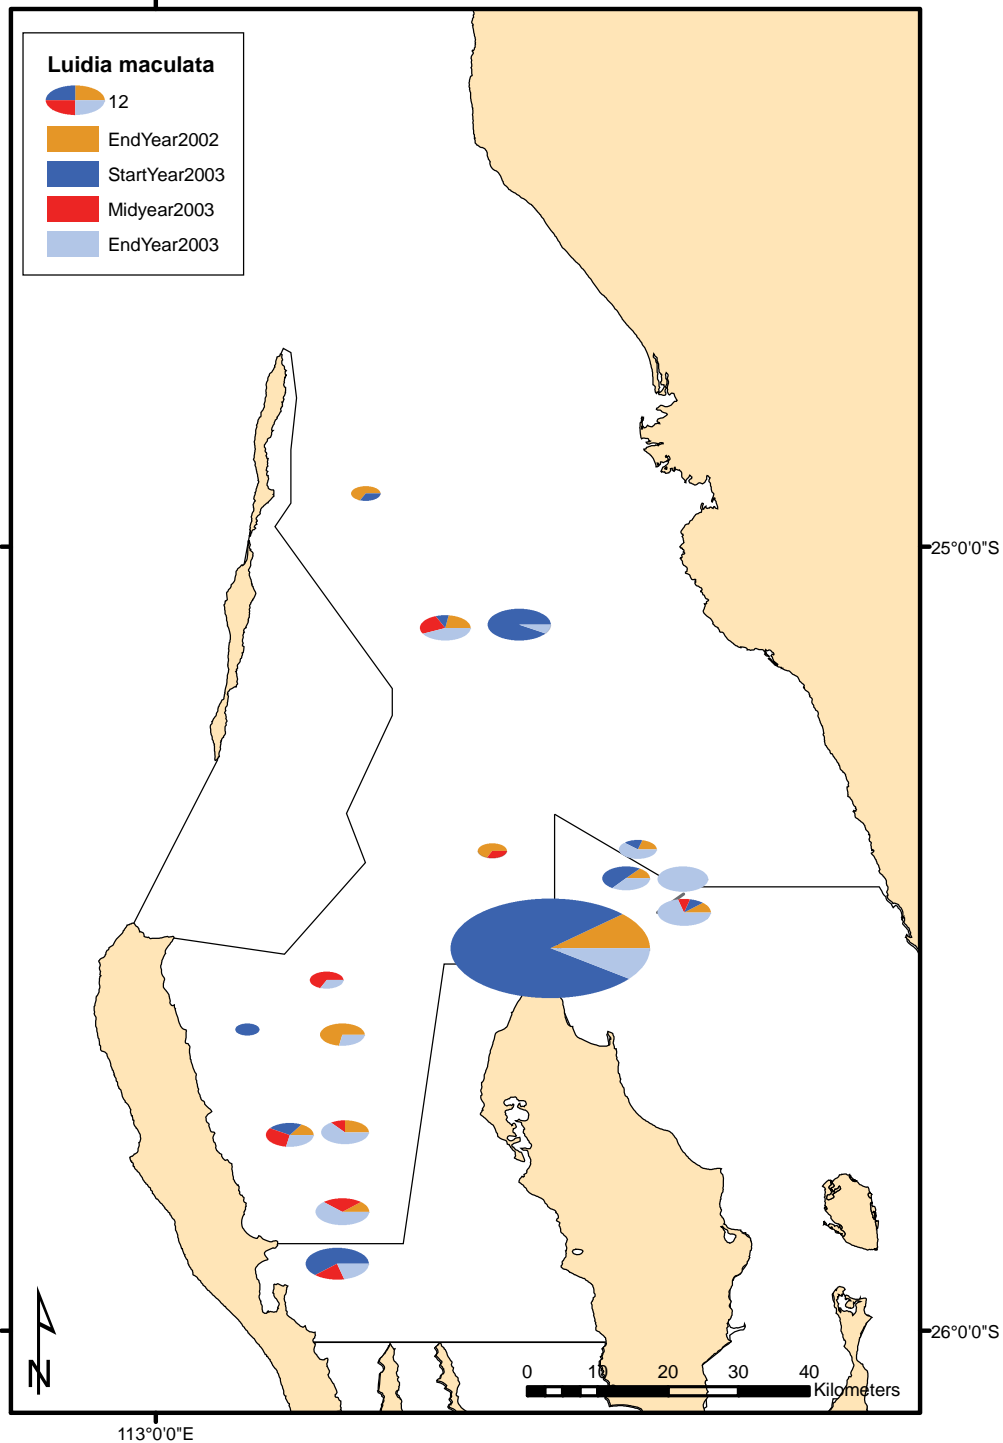 Luidia maculata
12
EndYear2002
StartYear2003
Midyear2003
EndYear2003
25°0'0"S
26°0'0"S
0 10 20 30 40
Kilometers
N
113°0'0"E